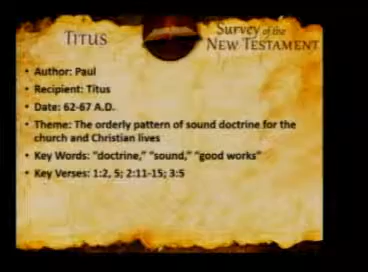 TITUS
Survey of the
NEW TESTAMENT
• Author: Paul
• Recipient: Titus
• Date: 62-67 A.D.
• Theme: The orderly pattern of sound doctrine for the
church and Christian lives
• Key Words: "doctrine," "sound," "good works"
• Key Verses: 1:2, 5; 2:11-15; 3:5